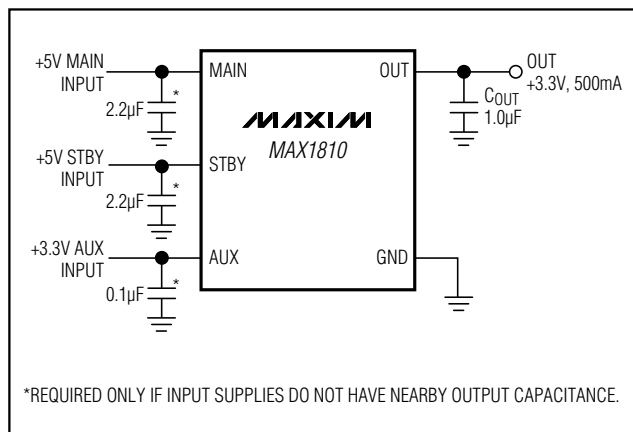 +5V MAIN
INPUT
*
2.2µF
MAIN
OUT
OUT
+3.3V, 500mA
COUT
1.0µF
MAXIM
MAX1810
+5V STBY
INPUT
*
2.2µF
STBY
+3.3V AUX
INPUT
*
0.1µF
AUX
GND
*REQUIRED ONLY IF INPUT SUPPLIES DO NOT HAVE NEARBY OUTPUT CAPACITANCE.